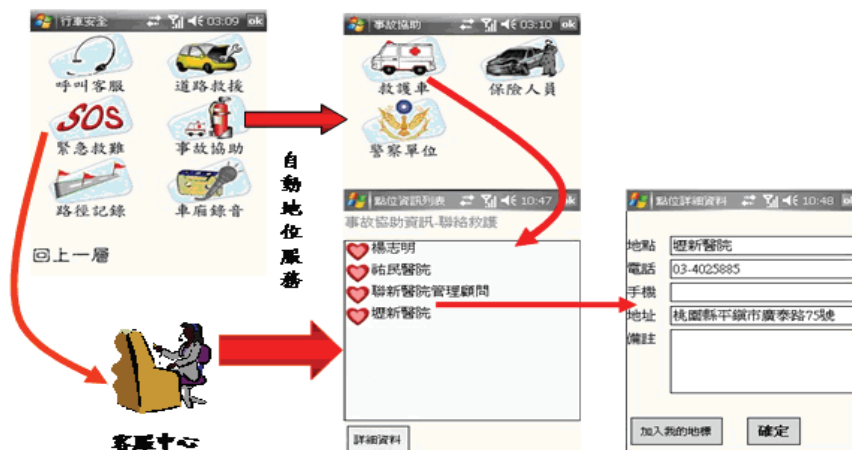 行車安全 03:09 ok
呼叫客服 道路救援
SOS
緊急救難 事故協助
路徑記錄 車廂錄音
回上一層
自動地位服務
客服中心
事故協助 03:10 ok
救護車 保險人員
警察單位
點位資訊列表 10:47 ok
事故協助資訊-聯絡救護
楊志明
祐民醫院
聯新醫院管理顧問
壢新醫院
詳細資料
點位詳細資料 10:48 ok
地點 壢新醫院
電話 03-4025885
手機
地址 桃園縣平鎮市廣泰路75號
備註
加入我的地標 確定